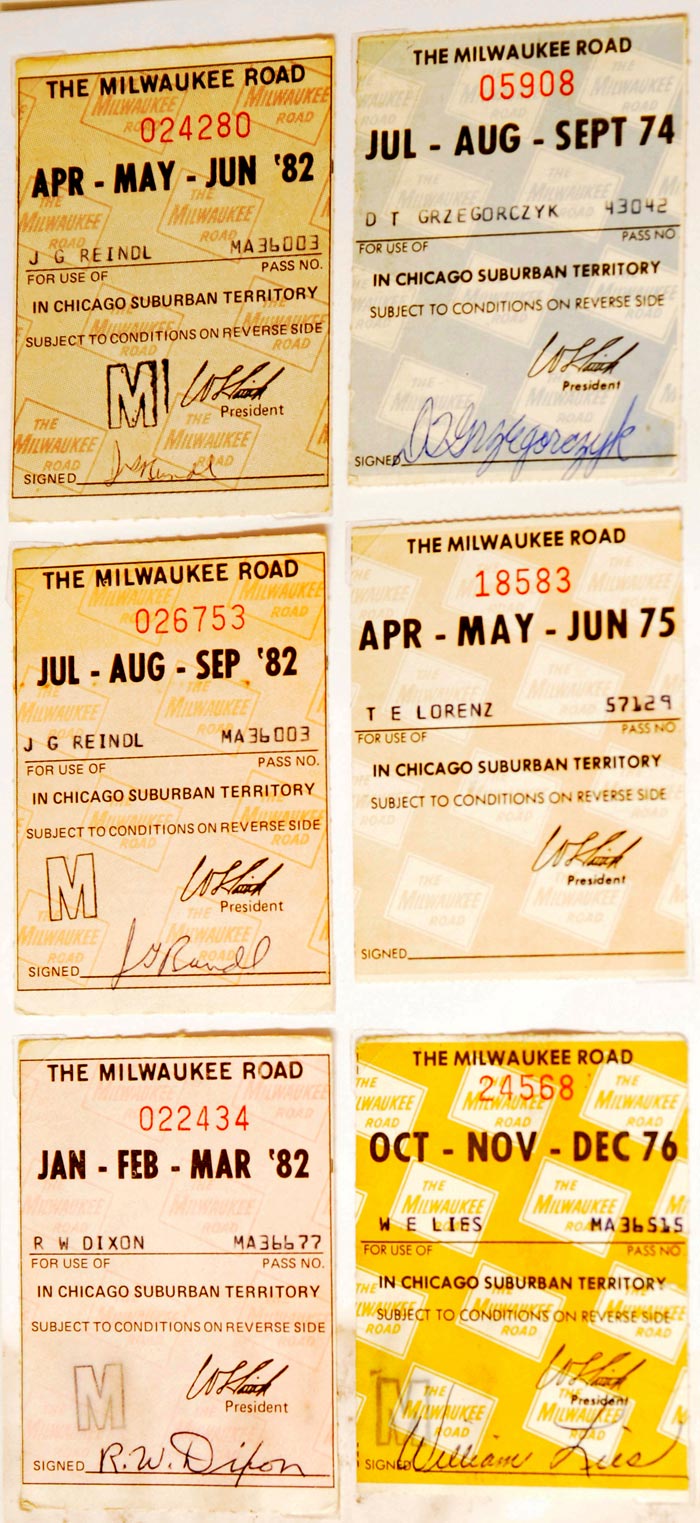 THE MILWAUKEE ROAD
024280
APR - MAY - JUN '82
J G REINDL MA36003
FOR USE OF PASS NO.
IN CHICAGO SUBURBAN TERRITORY
SUBJECT TO CONDITIONS ON REVERSE SIDE
M
President
SIGNED
THE MILWAUKEE ROAD
026753
JUL - AUG - SEP '82
J G REINDL MA36003
FOR USE OF PASS NO.
IN CHICAGO SUBURBAN TERRITORY
SUBJECT TO CONDITIONS ON REVERSE SIDE
M
President
SIGNED J G Reindl
THE MILWAUKEE ROAD
022434
JAN - FEB - MAR '82
R W DIXON MA36677
FOR USE OF PASS NO.
IN CHICAGO SUBURBAN TERRITORY
SUBJECT TO CONDITIONS ON REVERSE SIDE
M
President
SIGNED R. W. Dixon
THE MILWAUKEE ROAD
05908
JUL - AUG - SEPT 74
D T GRZEGORCZYK 43042
FOR USE OF PASS NO
IN CHICAGO SUBURBAN TERRITORY
SUBJECT TO CONDITIONS ON REVERSE SIDE
President
SIGNED D T Grzegorczyk
THE MILWAUKEE ROAD
18583
APR - MAY - JUN 75
T E LORENZ 57129
FOR USE OF PASS NO
IN CHICAGO SUBURBAN TERRITORY
SUBJECT TO CONDITIONS ON REVERSE SIDE
President
SIGNED
THE MILWAUKEE ROAD
24568
OCT - NOV - DEC 76
W E LIES MA36515
FOR USE OF PASS NO.
IN CHICAGO SUBURBAN TERRITORY
SUBJECT TO CONDITIONS ON REVERSE SIDE
M
President
SIGNED William Lies